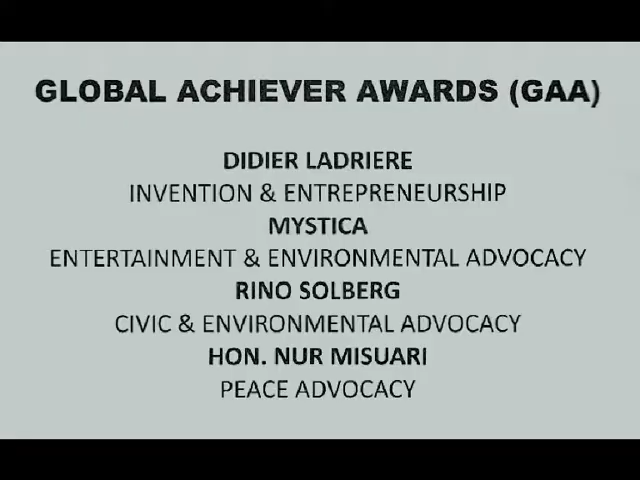 GLOBAL ACHIEVER AWARDS (GAA)
DIDIER LADRIERE
INVENTION & ENTREPRENEURSHIP
MYSTICA
ENTERTAINMENT & ENVIRONMENTAL ADVOCACY
RINO SOLBERG
CIVIC & ENVIRONMENTAL ADVOCACY
HON. NUR MISUARI
PEACE ADVOCACY